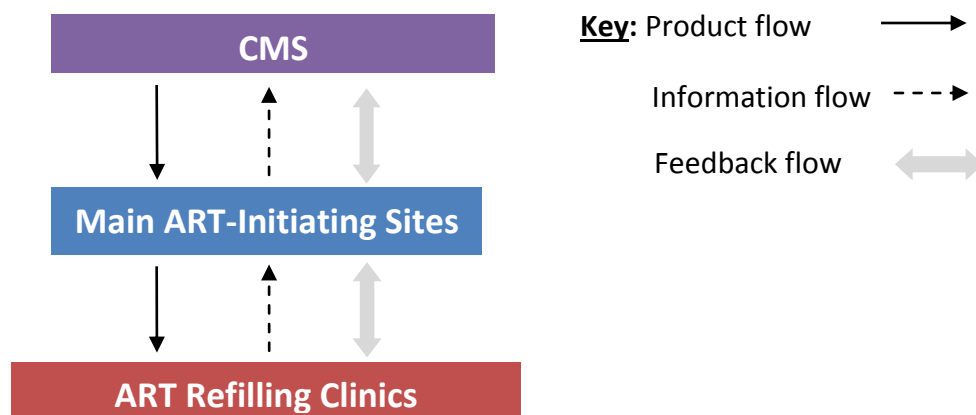 CMS
Key: Product flow
Information flow
Feedback flow
Main ART-Initiating Sites
ART Refilling Clinics